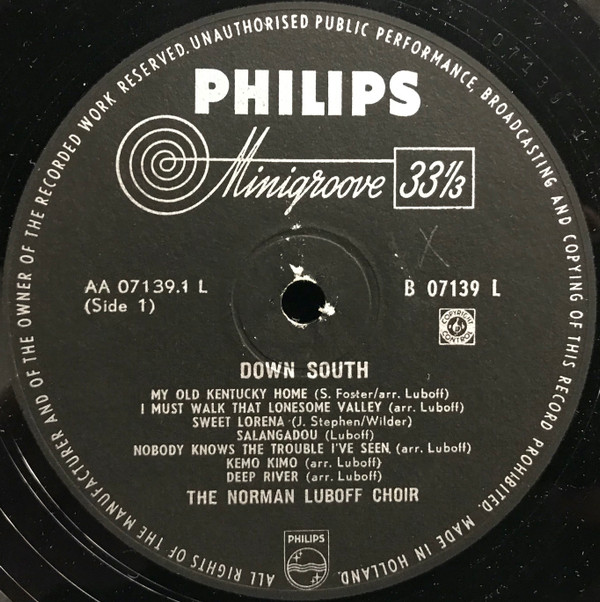 ALL RIGHTS OF THE MANUFACTURER AND OF THE OWNER OF THE RECORDED WORK RESERVED. UNAUTHORISED PUBLIC PERFORMANCE, BROADCASTING AND COPYING OF THIS RECORD PROHIBITED. MADE IN HOLLAND.
PHILIPS
Minigroove 33⅓
AA 07139.1 L
(Side 1)
B 07139 L
COPYRIGHT
CONTROL
DOWN SOUTH
MY OLD KENTUCKY HOME (S. Foster/arr. Luboff)
I MUST WALK THAT LONESOME VALLEY (arr. Luboff)
SWEET LORENA (J. Stephen/Wilder)
SALANGADOU (Luboff)
NOBODY KNOWS THE TROUBLE I'VE SEEN (arr. Luboff)
KEMO KIMO (arr. Luboff)
DEEP RIVER (arr. Luboff)
THE NORMAN LUBOFF CHOIR
PHILIPS